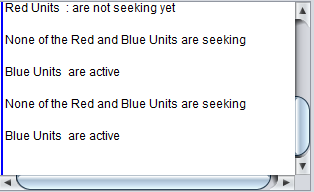 Red Units : are not seeking yet
None of the Red and Blue Units are seeking
Blue Units are active
None of the Red and Blue Units are seeking
Blue Units are active